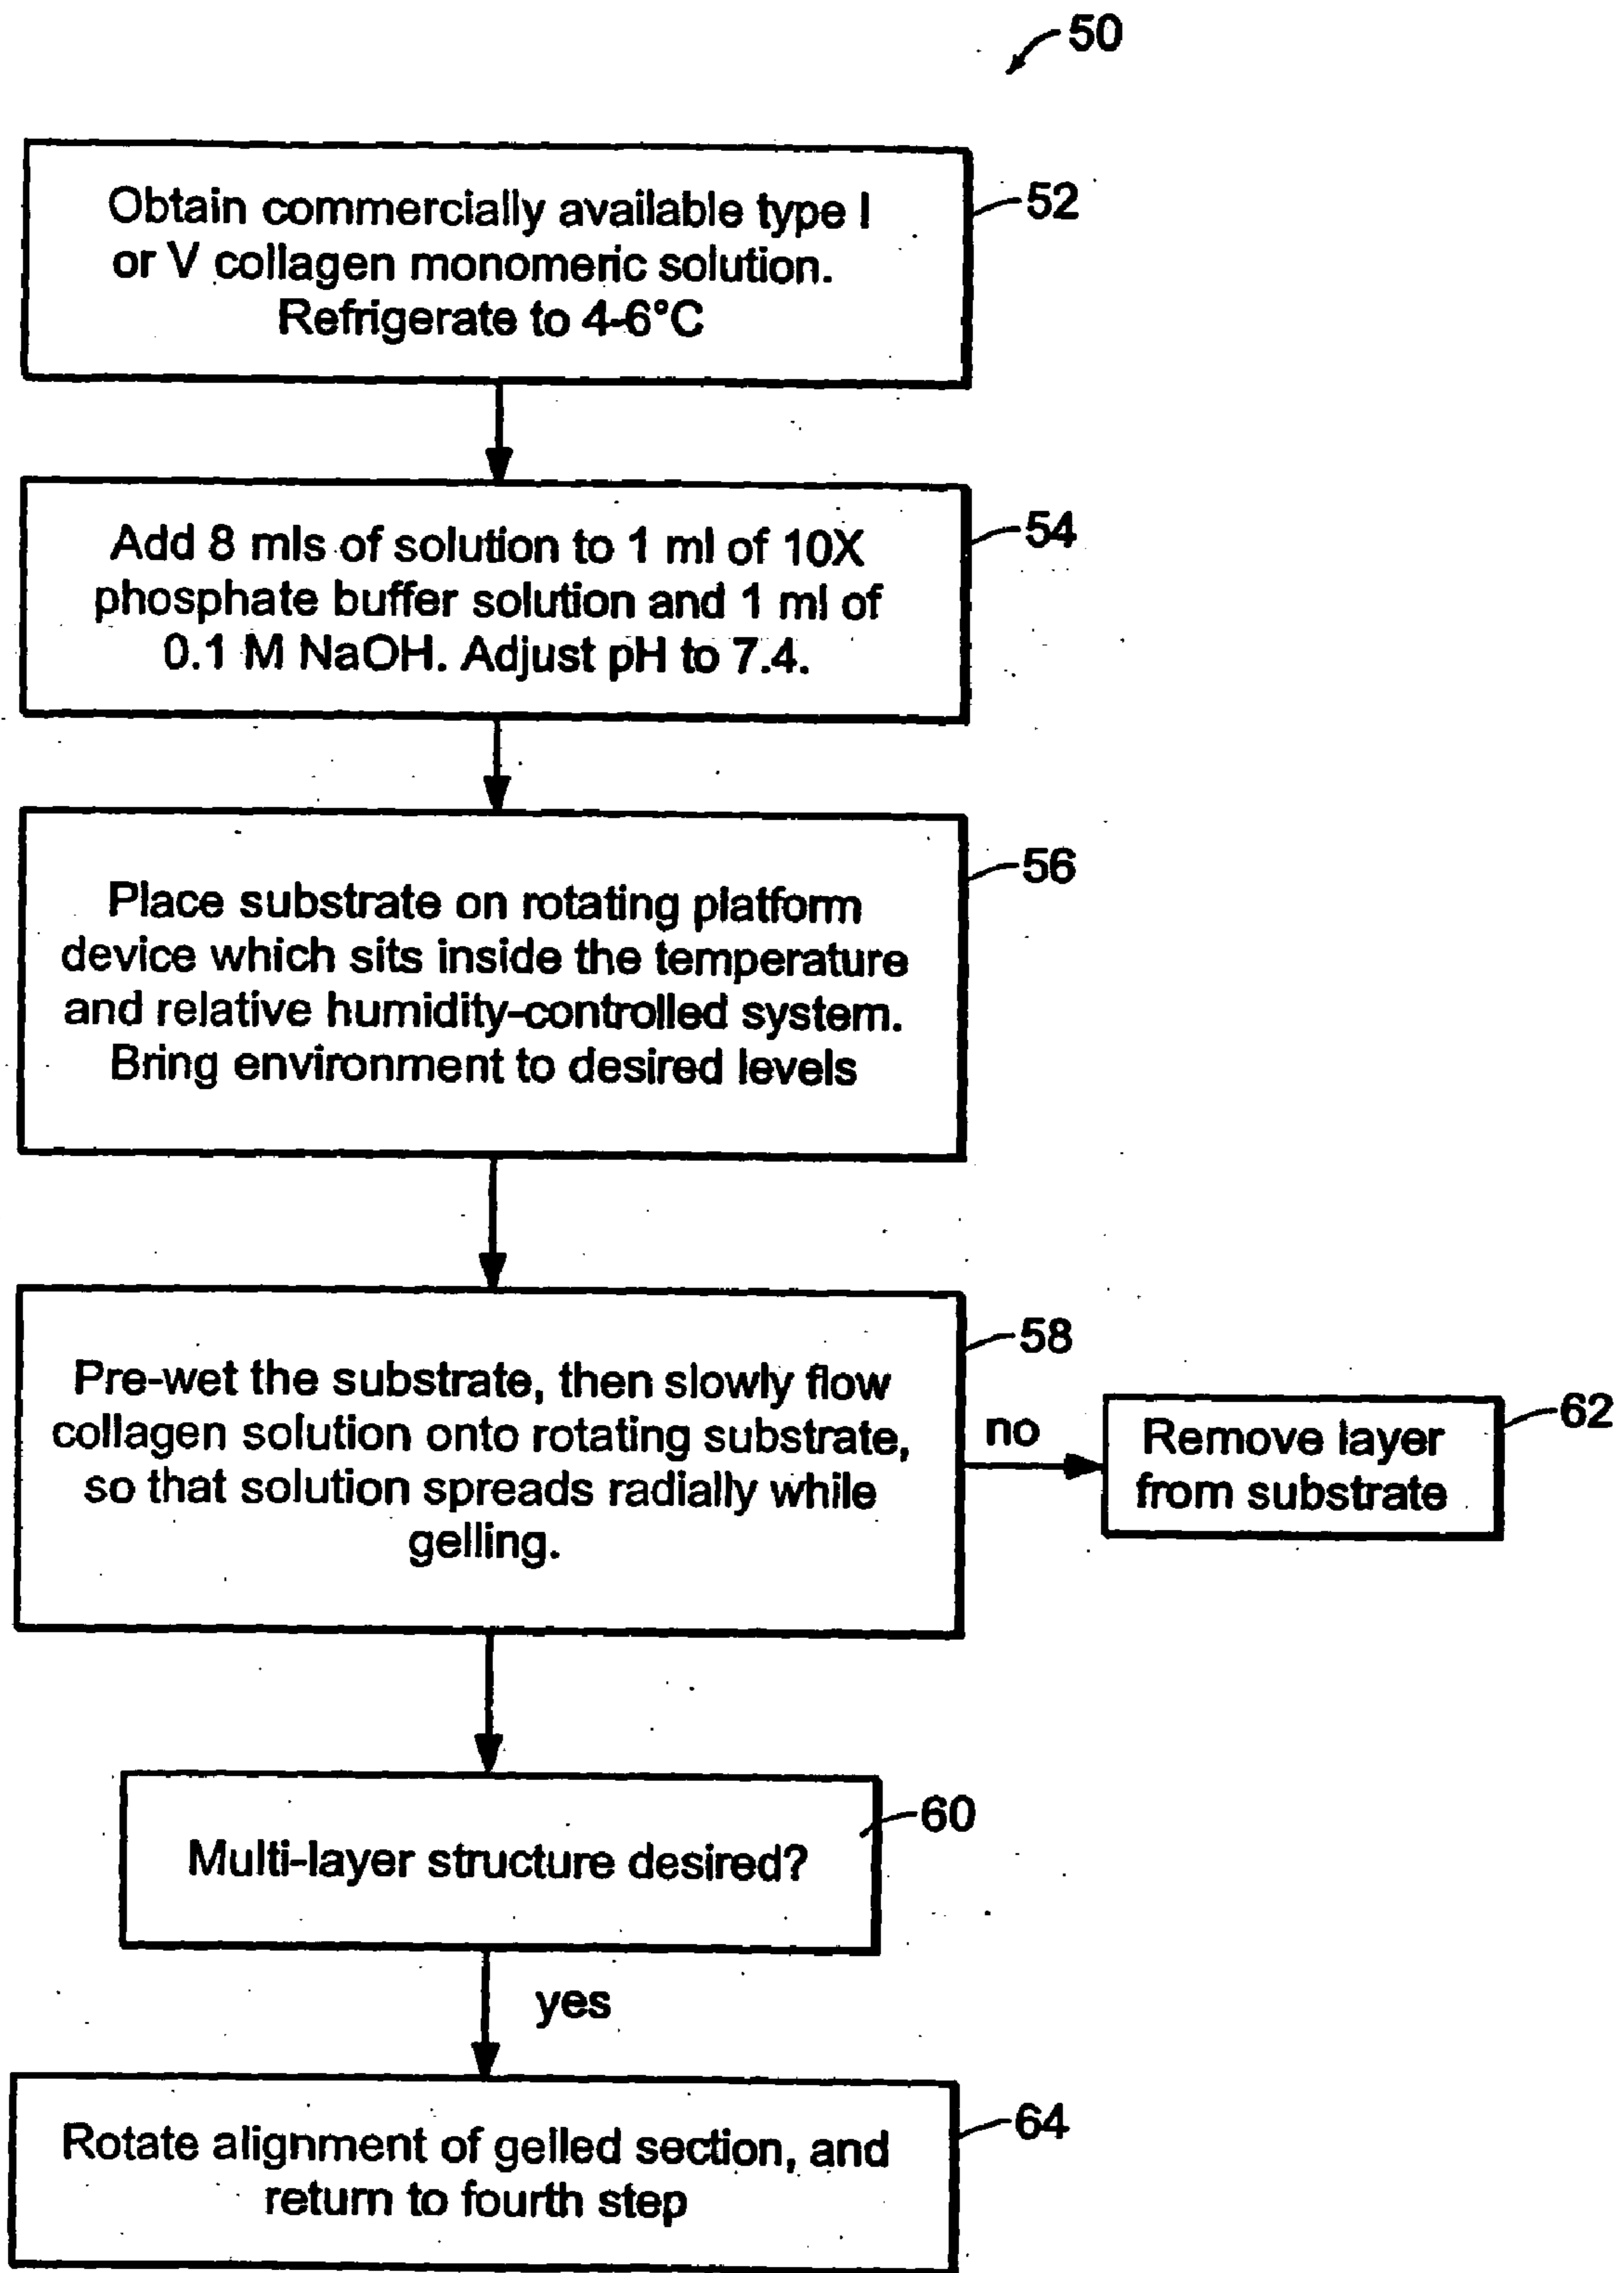 50
Obtain commercially available type I
or V collagen monomeric solution.
Refrigerate to 4-6°C
52
Add 8 mls of solution to 1 ml of 10X
phosphate buffer solution and 1 ml of
0.1 M NaOH. Adjust pH to 7.4.
54
Place substrate on rotating platform
device which sits inside the temperature
and relative humidity-controlled system.
Bring environment to desired levels
56
Pre-wet the substrate, then slowly flow
collagen solution onto rotating substrate,
so that solution spreads radially while
gelling.
58
no
Remove layer
from substrate
62
Multi-layer structure desired?
60
yes
Rotate alignment of gelled section, and
return to fourth step
64